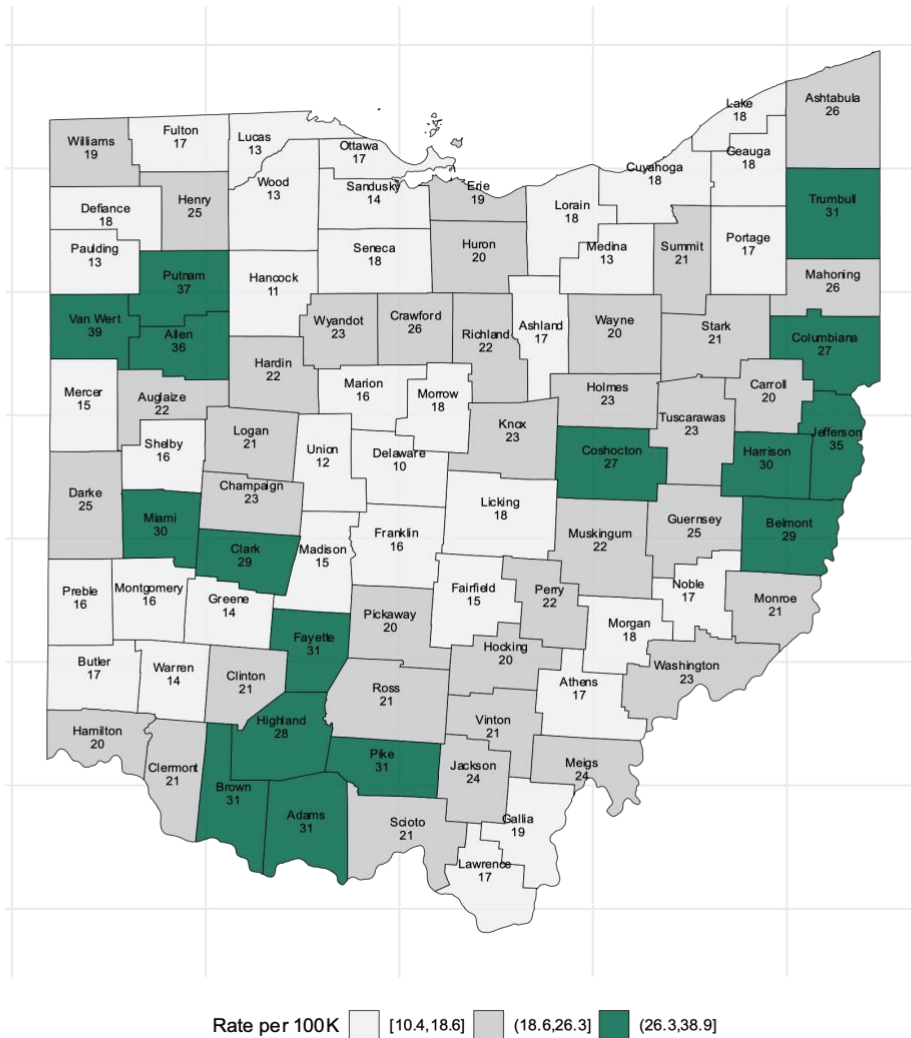 Lake
18
Ashtabula
26
Williams
19
Fulton
17
Lucas
13
Ottawa
17
Geauga
18
Cuyahoga
18
Wood
13
Sandusky
14
Erie
19
Henry
25
Defiance
18
Lorain
18
Trumbull
31
Paulding
13
Seneca
18
Huron
20
Medina
13
Summit
21
Portage
17
Putnam
37
Hancock
11
Mahoning
26
Van Wert
39
Allen
36
Wyandot
23
Crawford
26
Richland
22
Ashland
17
Wayne
20
Stark
21
Columbiana
27
Hardin
22
Mercer
15
Auglaize
22
Marion
16
Morrow
18
Holmes
23
Carroll
20
Tuscarawas
23
Knox
23
Logan
21
Shelby
16
Union
12
Delaware
10
Coshocton
27
Harrison
30
Jefferson
35
Darke
25
Champaign
23
Miami
30
Licking
18
Guernsey
25
Belmont
29
Franklin
16
Muskingum
22
Clark
29
Madison
15
Preble
16
Montgomery
16
Greene
14
Fairfield
15
Perry
22
Noble
17
Monroe
21
Pickaway
20
Morgan
18
Fayette
31
Hocking
20
Butler
17
Warren
14
Clinton
21
Washington
23
Athens
17
Ross
21
Highland
28
Vinton
21
Hamilton
20
Clermont
21
Pike
31
Jackson
24
Meigs
24
Brown
31
Adams
31
Scioto
21
Gallia
19
Lawrence
17
Rate per 100K [10.4,18.6] (18.6,26.3] (26.3,38.9]